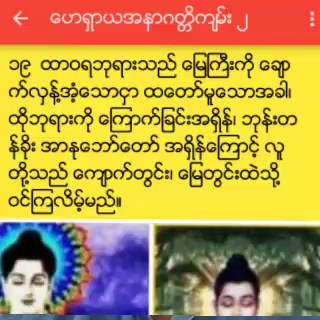 ဟေရှာယအနာဂတ္တိကျမ်း ၂
၁၉ ထာဝရဘုရားသည် မြေကြီးကို ချော
က်လှန့်အံ့သောငှာ ထတော်မူသောအခါ၊
ထိုဘုရားကို ကြောက်ခြင်းအရှိန်၊ ဘုန်းတ
န်ခိုး အာနုဘော်တော် အရှိန်ကြောင့် လူ
တို့သည် ကျောက်တွင်း၊ မြေတွင်းထဲသို့
ဝင်ကြလိမ့်မည်။